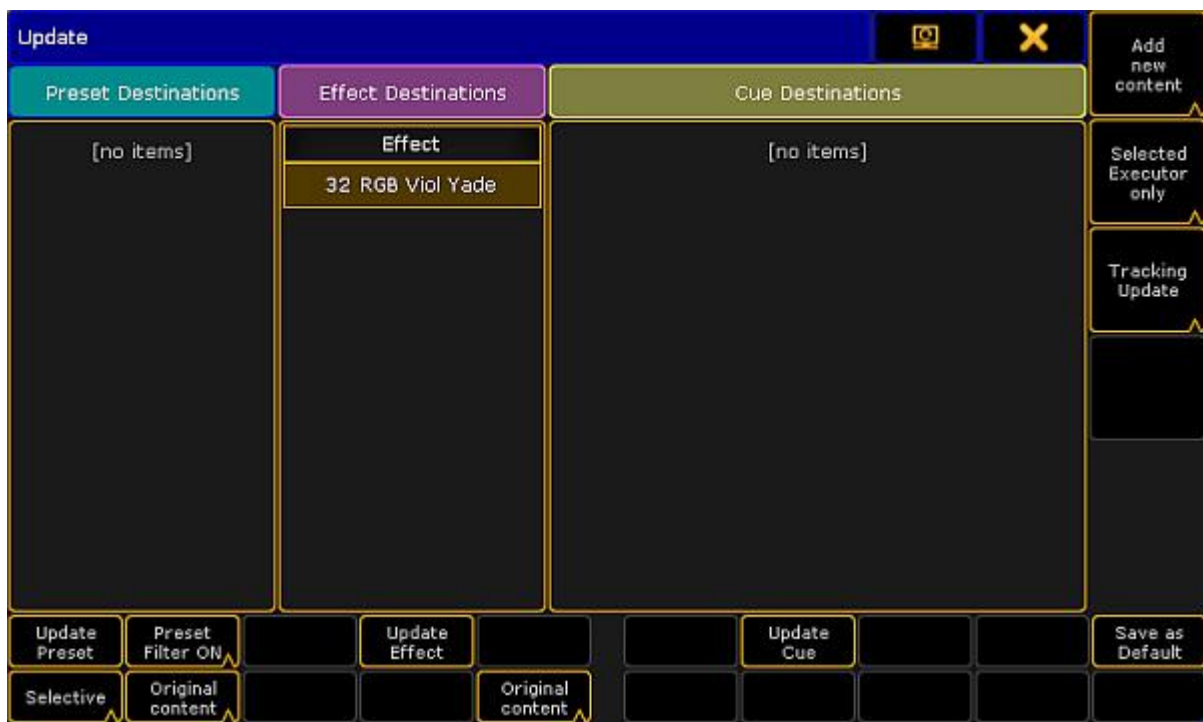 Update
Add
new
content
Preset Destinations
Effect Destinations
Cue Destinations
[no items]
Effect
32 RGB Viol Yade
[no items]
Selected
Executor
only
Tracking
Update
Update
Preset
Preset
Filter ON
Update
Effect
Update
Cue
Save as
Default
Selective
Original
content
Original
content